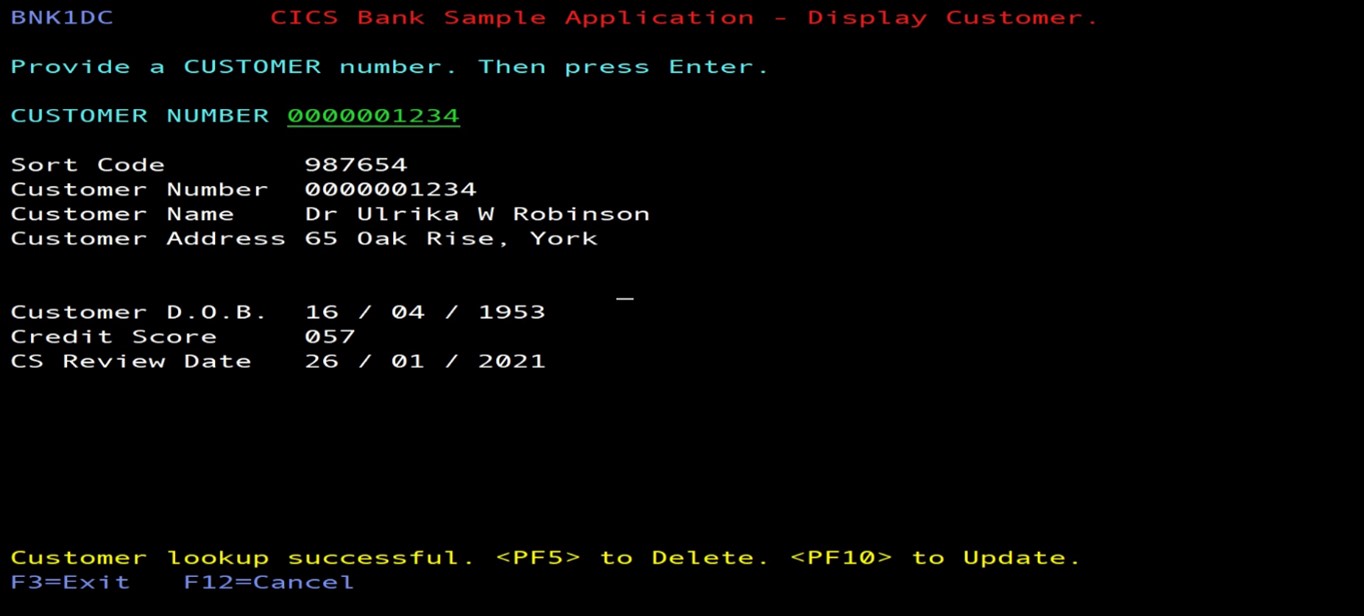 BNK1DC CICS Bank Sample Application - Display Customer.
Provide a CUSTOMER number. Then press Enter.
CUSTOMER NUMBER 0000001234
Sort Code 987654
Customer Number 0000001234
Customer Name Dr Ulrika W Robinson
Customer Address 65 Oak Rise, York
Customer D.O.B. 16 / 04 / 1953
Credit Score 057
CS Review Date 26 / 01 / 2021
Customer lookup successful. <PF5> to Delete. <PF10> to Update.
F3=Exit F12=Cancel